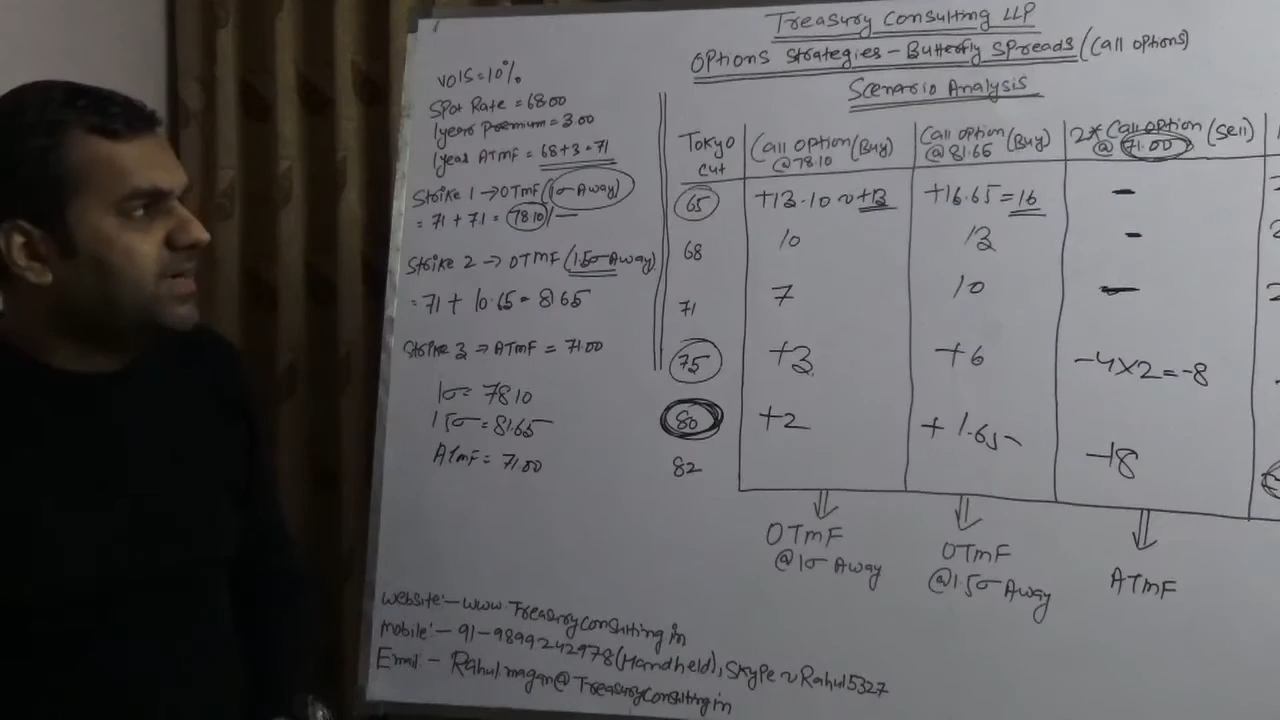 Treasury Consulting LLP
Options Strategies - Butterfly Spreads (Call Options)
Scenario Analysis
Vols = 10%
Spot Rate = 68.00
1 year Premium = 3.00
1 year ATMF = 68+3=71
Strike 1 → OTMF (1σ Away)
= 71 + 7.1 = 78.10/-
Strike 2 → OTMF (1.5σ Away)
= 71 + 10.65 = 81.65
Strike 3 → ATMF = 71.00
1σ = 78.10
1.5σ = 81.65
ATMF = 71.00
Tokyo cut | Call Option (Buy) @78.10 | Call Option (Buy) @81.65 | 2* Call Option (Sell) @ 71.00
65 | +13.10 ~ +13 | +16.65 = 16 | -
68 | 10 | 13 | -
71 | 7 | 10 | -
75 | +3 | +6 | -4×2=-8
80 | +2 | +1.65~ | -18
82
⇓ ⇓ ⇓
OTMF OTMF ATMF
@1σ Away @1.5σ Away
Website:- www.Treasuryconsulting.in
Mobile:- 91-9899242978 (Handheld), Skype ~ Rahul5327
Email - Rahul.magan@Treasuryconsulting.in